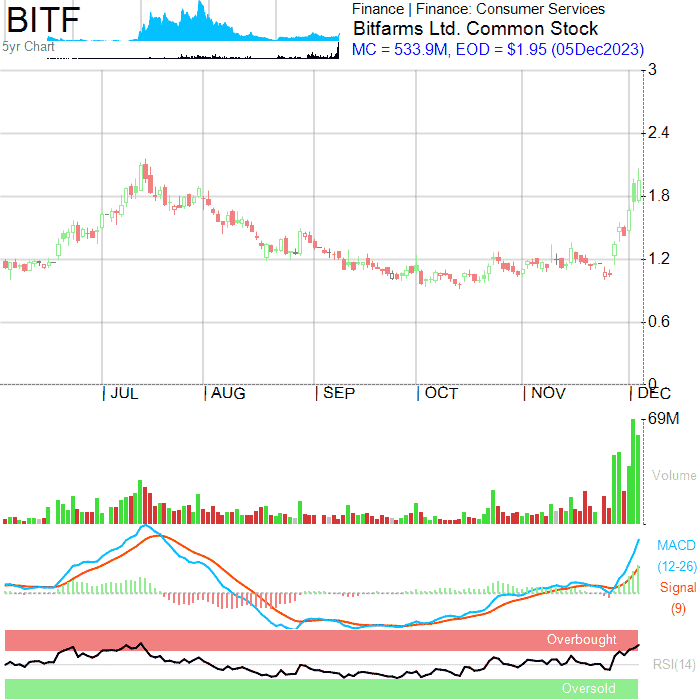 BITF
5yr Chart
Finance | Finance: Consumer Services
Bitfarms Ltd. Common Stock
MC = 533.9M, EOD = $1.95 (05Dec2023)
3
2.4
1.8
1.2
0.6
0
| JUL | AUG | SEP | OCT | NOV | DEC
69M
Volume
MACD
(12-26)
Signal
(9)
Overbought
RSI(14)
Oversold